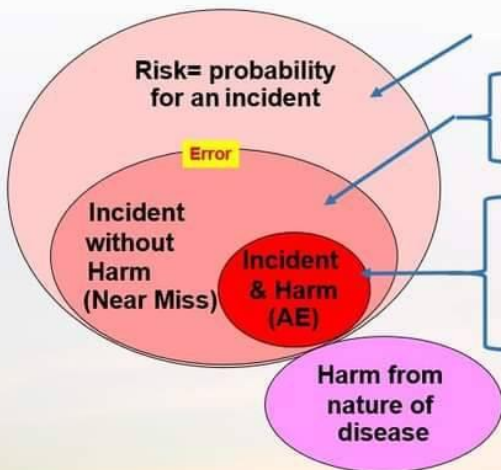 Risk= probability
for an incident
Error
Incident
without
Harm
(Near Miss)
Incident
& Harm
(AE)
Harm from
nature of
disease